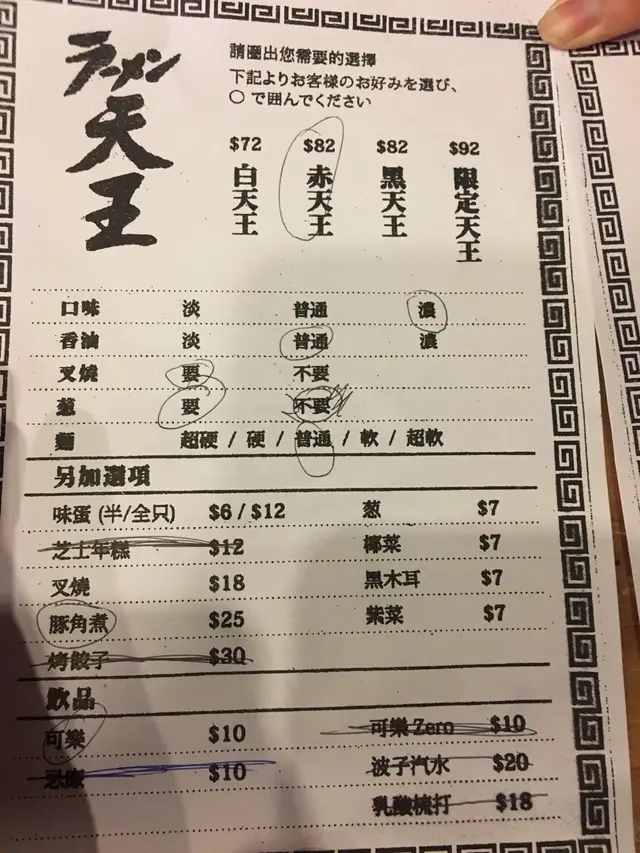 ラーメン
天王
請圈出您需要的選擇
下記よりお客様のお好みを選び、
○で囲んでください
$72 $82 $82 $92
白天王 赤天王 黑天王 限定天王
口味 淡 普通 濃
香油 淡 普通 濃
叉燒 要 不要
葱 要 不要
麵 超硬 / 硬 / 普通 / 軟 / 超軟
另加選項
味蛋 (半/全只) $6 / $12 葱 $7
芝士年糕 $12 椰菜 $7
叉燒 $18 黑木耳 $7
豚角煮 $25 紫菜 $7
烤餃子 $30
飲品
可樂 $10 可樂 Zero $10
忌廉 $10 波子汽水 $20
乳酸梳打 $18